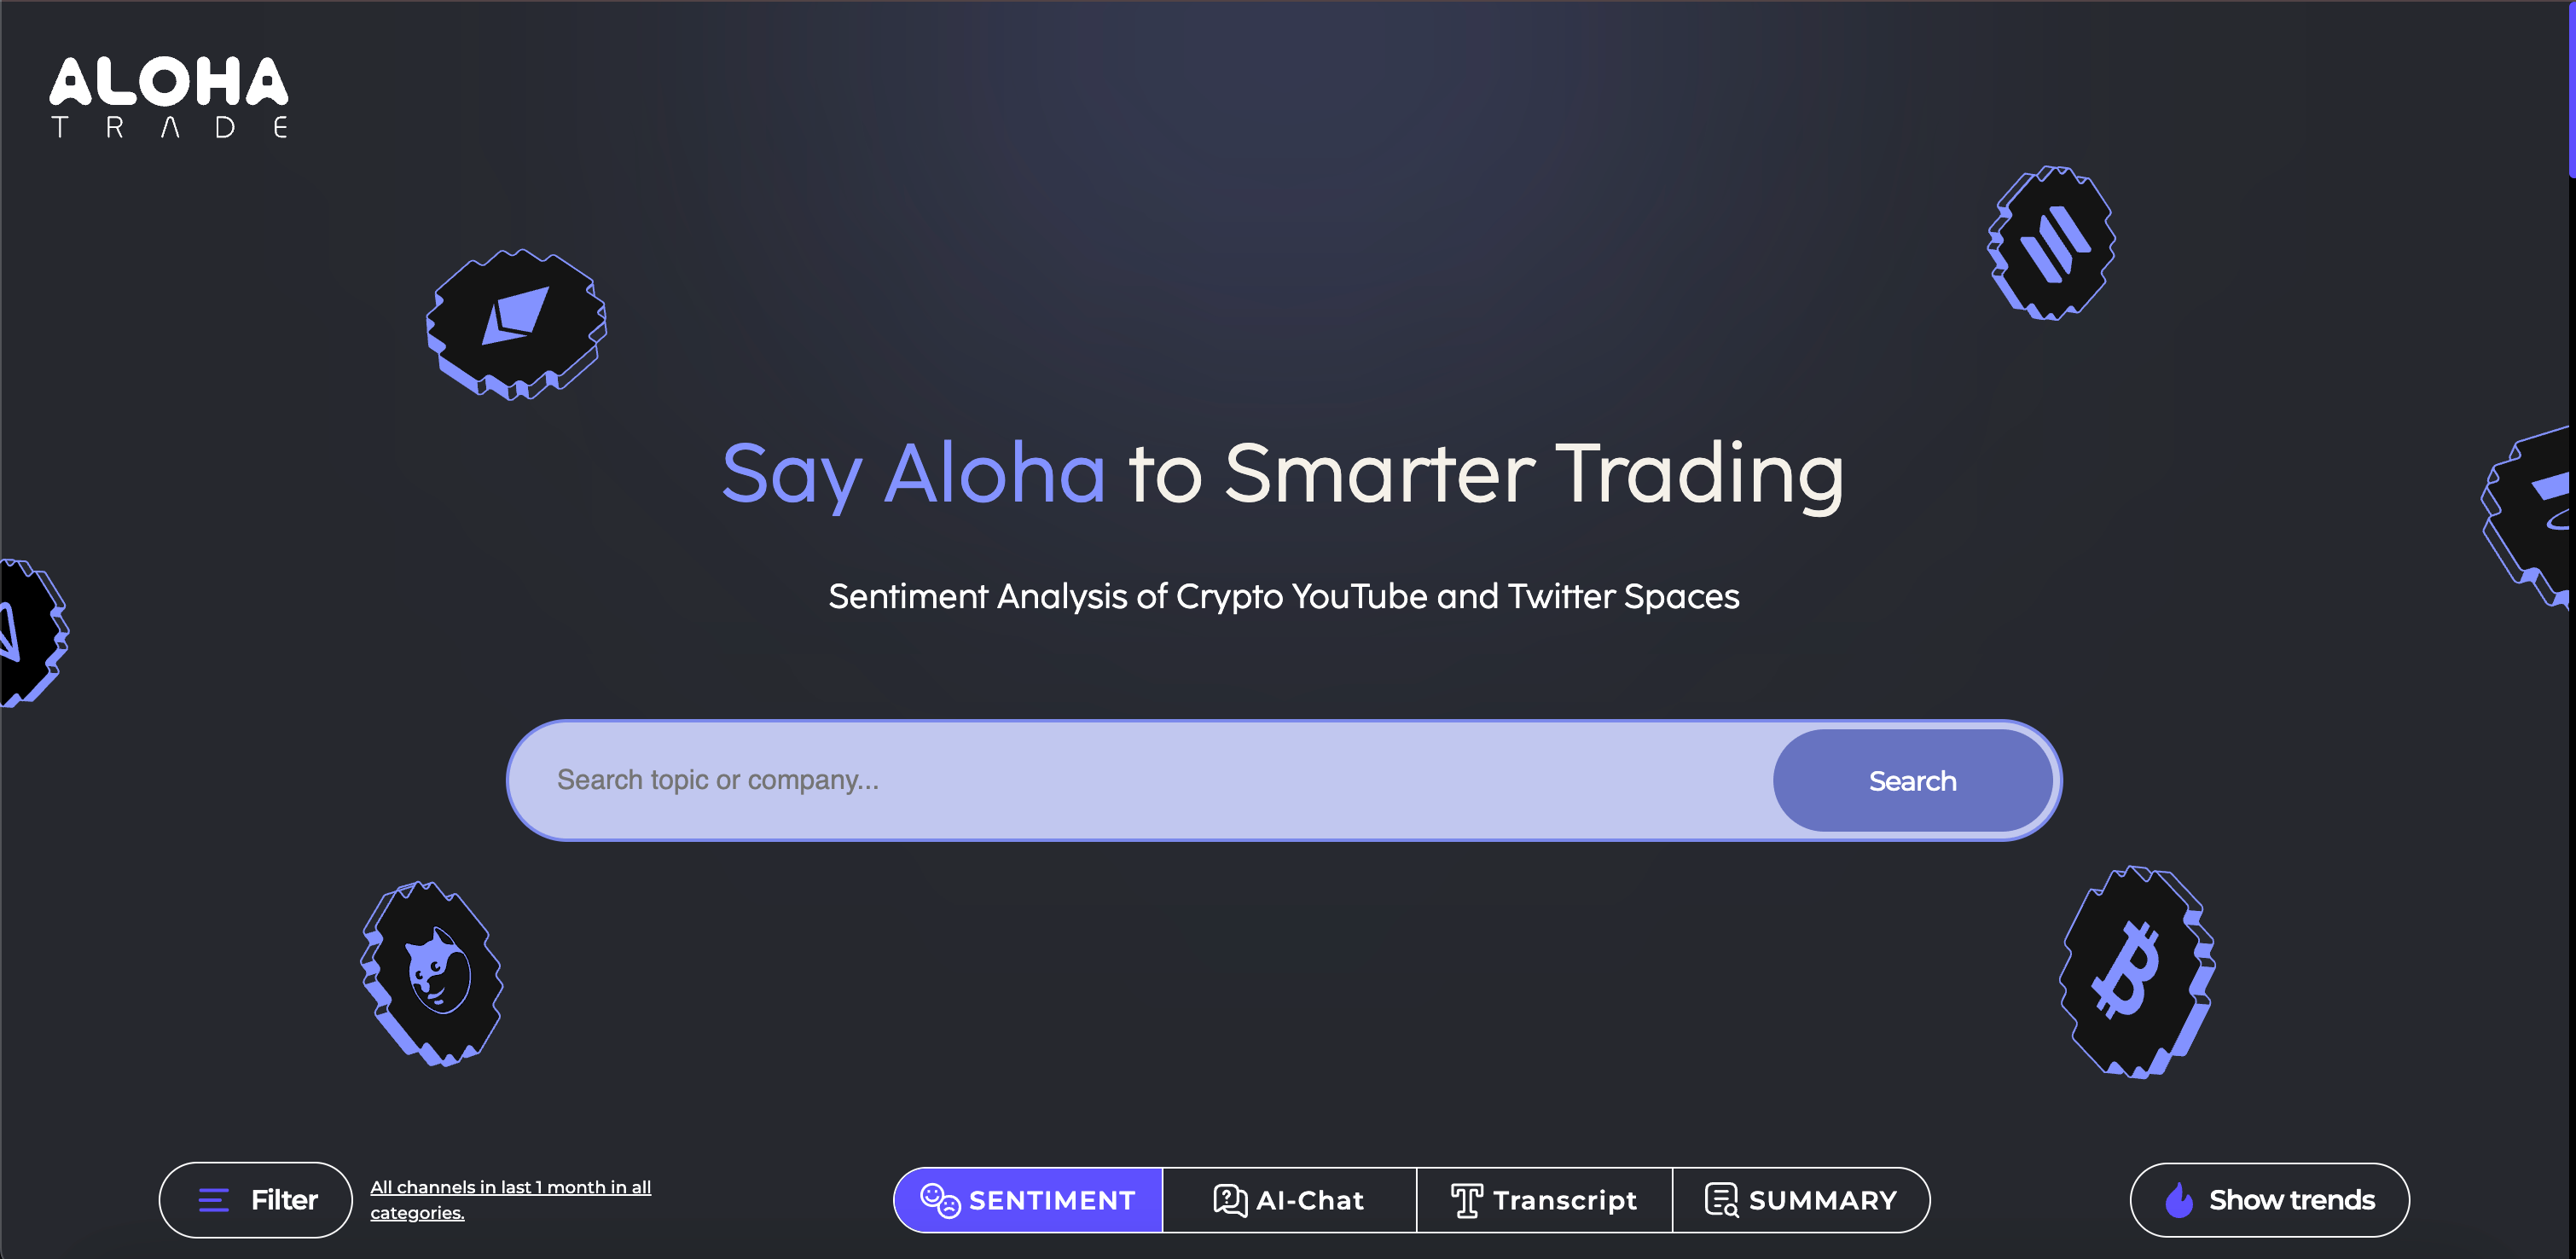 ALOHA
TRADE
Say Aloha to Smarter Trading
Sentiment Analysis of Crypto YouTube and Twitter Spaces
Search topic or company...
Search
Filter
All channels in last 1 month in all
categories.
SENTIMENT
AI-Chat
Transcript
SUMMARY
Show trends